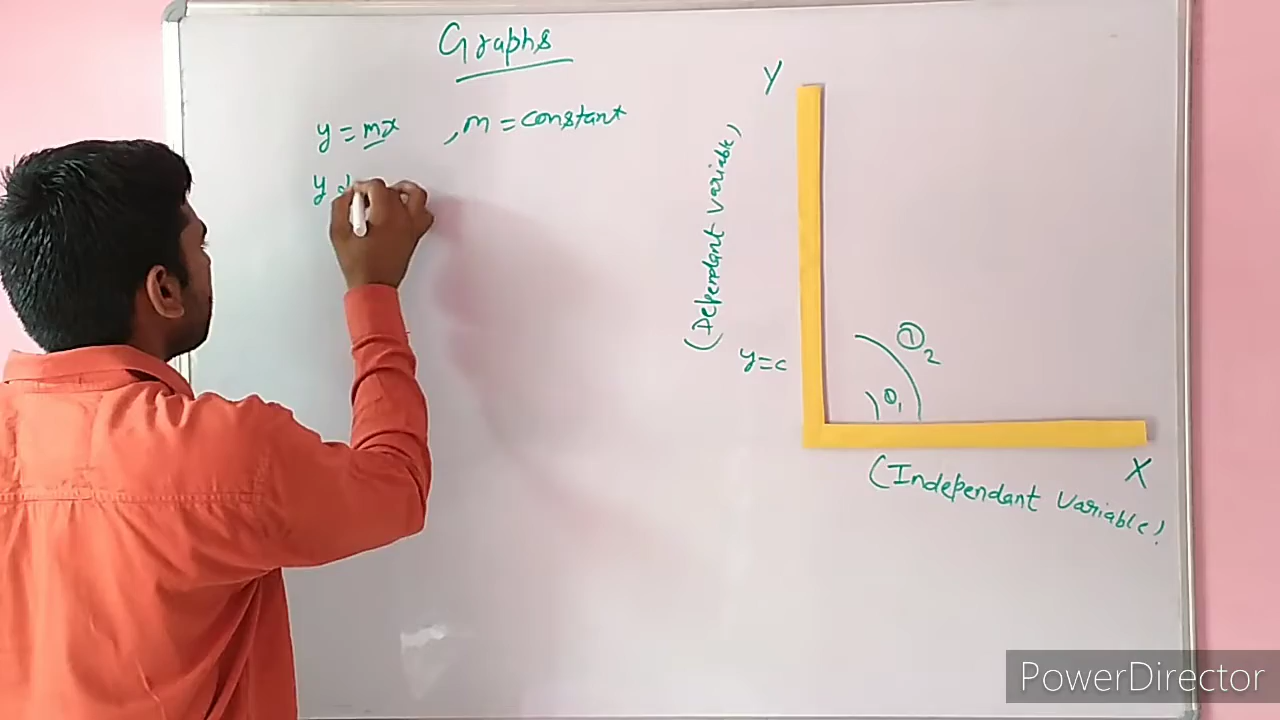 Graphs
y = mx , m = constant
y α
Y
(Dependant Variable)
y = c
θ1
θ2
X
(Independant Variable)
PowerDirector